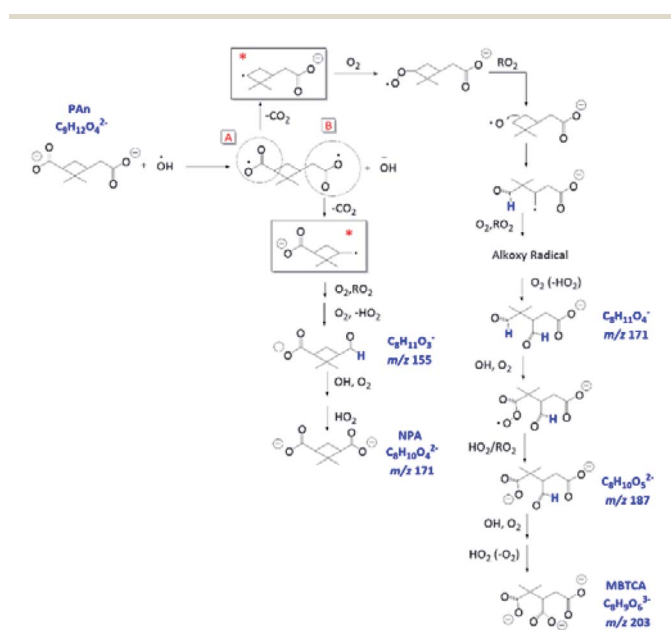 *
O₂
RO₂
PAn
C₉H₁₂O₄²⁻
-CO₂
A
B
+ •OH
+ OH⁻
-CO₂
*
O₂,RO₂
Alkoxy Radical
O₂,RO₂
O₂, -HO₂
O₂ (-HO₂)
C₈H₁₁O₃⁻
m/z 155
C₈H₁₁O₄⁻
m/z 171
OH, O₂
OH, O₂
HO₂
NPA
C₈H₁₀O₄²⁻
m/z 171
HO₂/RO₂
C₈H₁₀O₅²⁻
m/z 187
OH, O₂
HO₂ (-O₂)
MBTCA
C₈H₉O₆³⁻
m/z 203